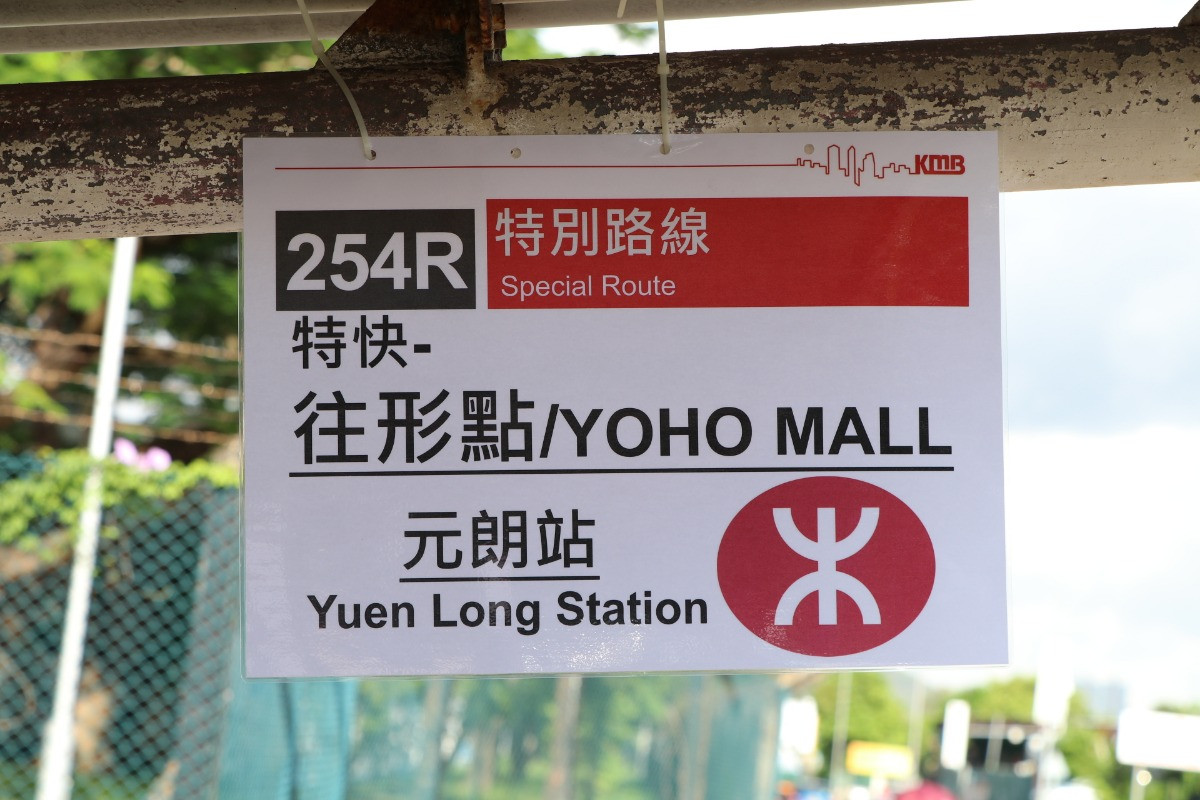 KMB
254R
特別路線
Special Route
特快-
往形點/YOHO MALL
元朗站
Yuen Long Station